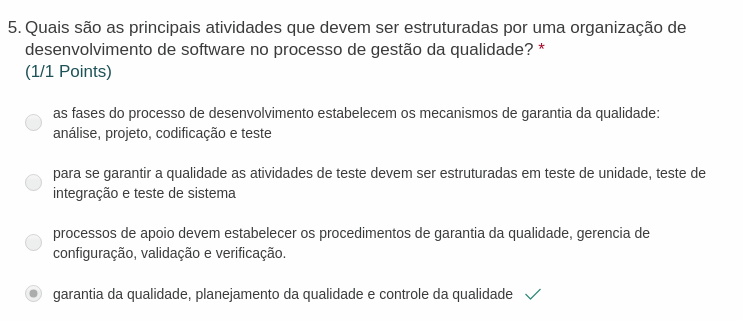 5. Quais são as principais atividades que devem ser estruturadas por uma organização de
desenvolvimento de software no processo de gestão da qualidade? *
(1/1 Points)
as fases do processo de desenvolvimento estabelecem os mecanismos de garantia da qualidade:
análise, projeto, codificação e teste
para se garantir a qualidade as atividades de teste devem ser estruturadas em teste de unidade, teste de
integração e teste de sistema
processos de apoio devem estabelecer os procedimentos de garantia da qualidade, gerencia de
configuração, validação e verificação.
garantia da qualidade, planejamento da qualidade e controle da qualidade